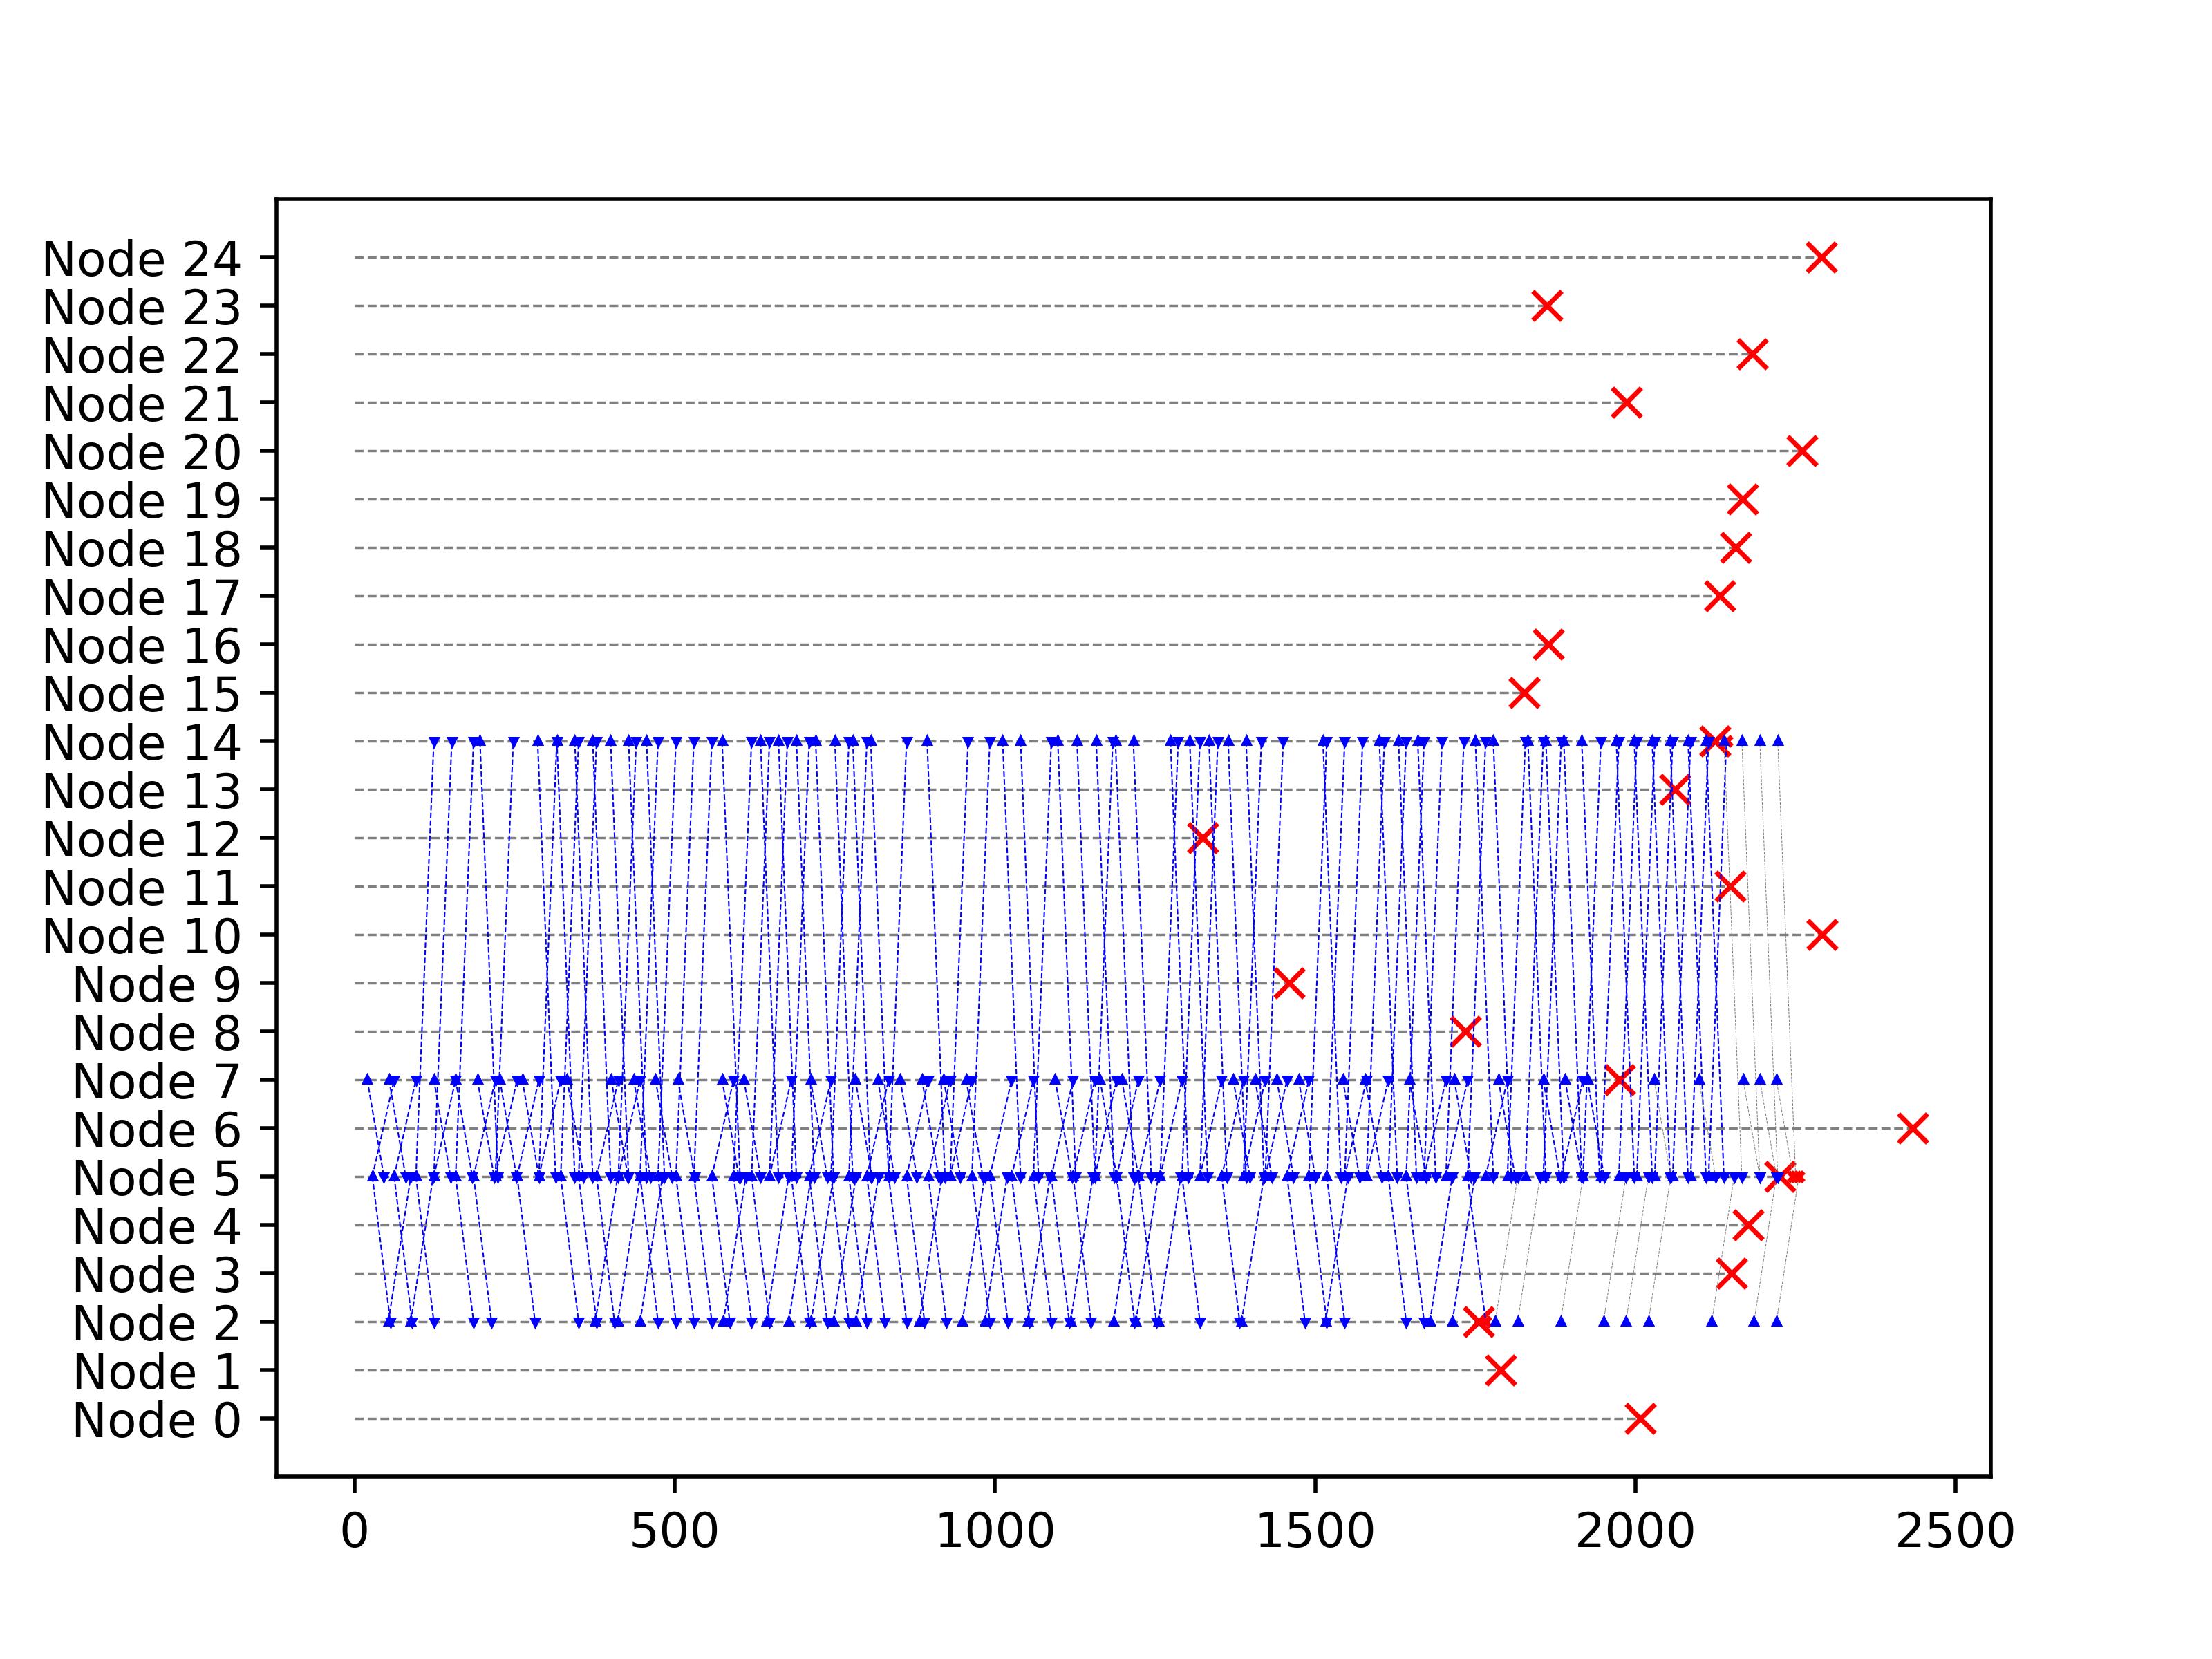 Node 24
Node 23
Node 22
Node 21
Node 20
Node 19
Node 18
Node 17
Node 16
Node 15
Node 14
Node 13
Node 12
Node 11
Node 10
Node 9
Node 8
Node 7
Node 6
Node 5
Node 4
Node 3
Node 2
Node 1
Node 0
0 500 1000 1500 2000 2500